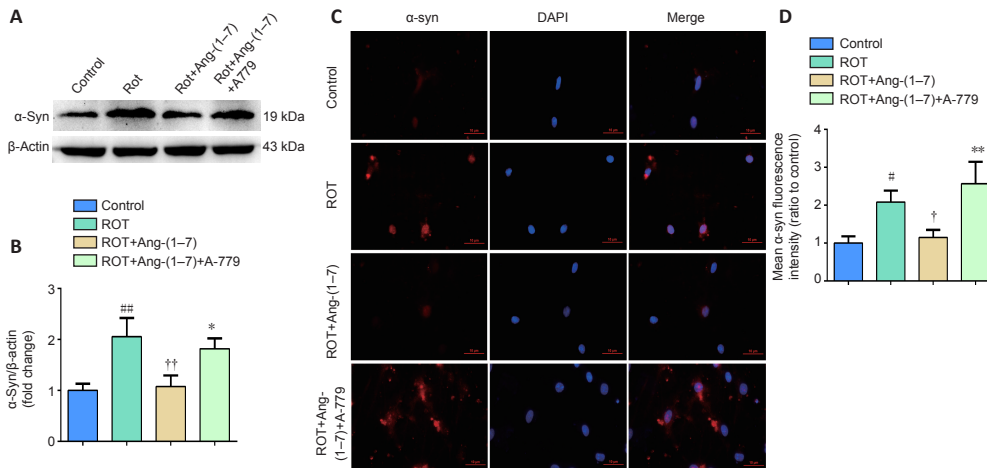 A
Control
Rot
Rot+Ang-(1–7)
Rot+Ang-(1–7)
+A779
α-Syn
19 kDa
β-Actin
43 kDa
Control
ROT
ROT+Ang-(1–7)
ROT+Ang-(1–7)+A-779
B
α-Syn/β-actin
(fold change)
3
2
1
0
##
††
*
C
α-syn
DAPI
Merge
Control
ROT
ROT+Ang-(1–7)
ROT+Ang-
(1–7)+A-779
D
Control
ROT
ROT+Ang-(1–7)
ROT+Ang-(1–7)+A-779
Mean α-syn fluorescence
intensity (ratio to control)
4
3
2
1
0
#
†
**